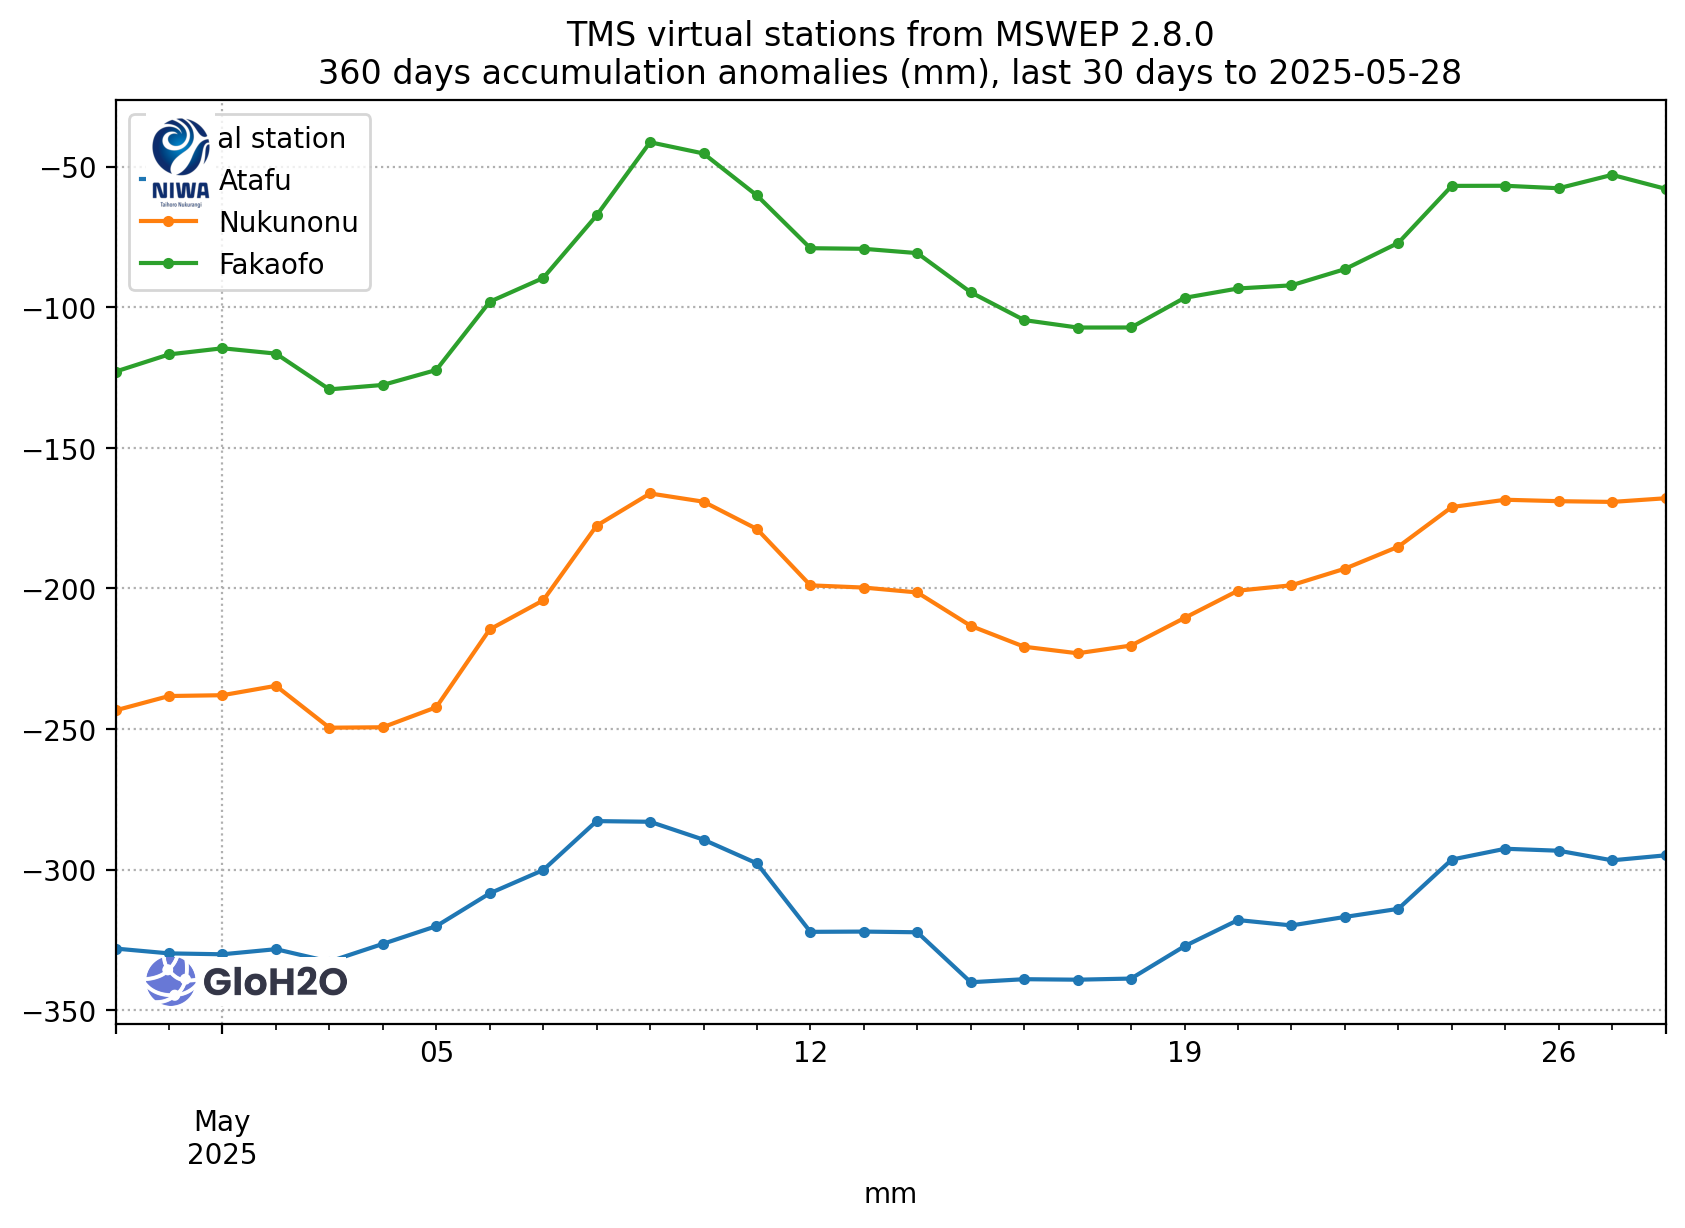 TMS virtual stations from MSWEP 2.8.0
360 days accumulation anomalies (mm), last 30 days to 2025-05-28
al station
Atafu
Nukunonu
Fakaofo
NIWA
Taihoro Nukurangi
−50
−100
−150
−200
−250
−300
−350
GloH2O
05
12
19
26
May
2025
mm